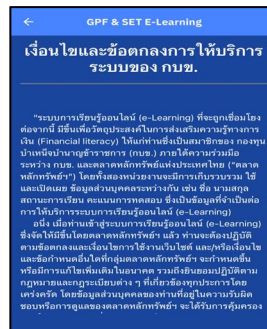 GPF & SET E-Learning
เงื่อนไขและข้อตกลงการให้บริการ
ระบบของ กบข.
"ระบบการเรียนรู้ออนไลน์ (e-Learning) ที่จะถูกเชื่อมโยง
ต่อจากนี้ มีขึ้นเพื่อวัตถุประสงค์ในการส่งเสริมความรู้ทางการ
เงิน (Financial literacy) ให้แก่ท่านซึ่งเป็นสมาชิกของ กองทุน
บำเหน็จบำนาญข้าราชการ (กบข.) ภายใต้ความร่วมมือ
ระหว่าง กบข. และตลาดหลักทรัพย์แห่งประเทศไทย ("ตลาด
หลักทรัพย์ฯ") โดยทั้งสองหน่วยงานจะมีการเก็บรวบรวม ใช้
และเปิดเผย ข้อมูลส่วนบุคคลระหว่างกัน เช่น ชื่อ นามสกุล
สถานะการเรียน คะแนนการทดสอบ ซึ่งเป็นข้อมูลที่จำเป็นต่อ
การให้บริการระบบการเรียนรู้ออนไลน์ (e-Learning)
อนึ่ง เมื่อท่านเข้าสู่ระบบการเรียนรู้ออนไลน์ (e-Learning)
ซึ่งจัดให้มีขึ้นโดยตลาดหลักทรัพย์ฯ แล้ว ท่านจะต้องปฏิบัติ
ตามข้อตกลงและเงื่อนไขการใช้งานเว็บไซต์ และ/หรือเงื่อนไข
และข้อกำหนดอื่นใดที่กลุ่มตลาดหลักทรัพย์ฯ จะกำหนดขึ้น
หรือมีการแก้ไขเพิ่มเติมในอนาคต รวมถึงยินยอมปฏิบัติตาม
กฎหมายและกฎระเบียบต่าง ๆ ที่เกี่ยวข้องทุกประการโดย
เคร่งครัด โดยข้อมูลส่วนบุคคลของท่านที่อยู่ในความรับผิด
ชอบหรือการดูแลของตลาดหลักทรัพย์ฯ จะได้รับการคุ้มครอง